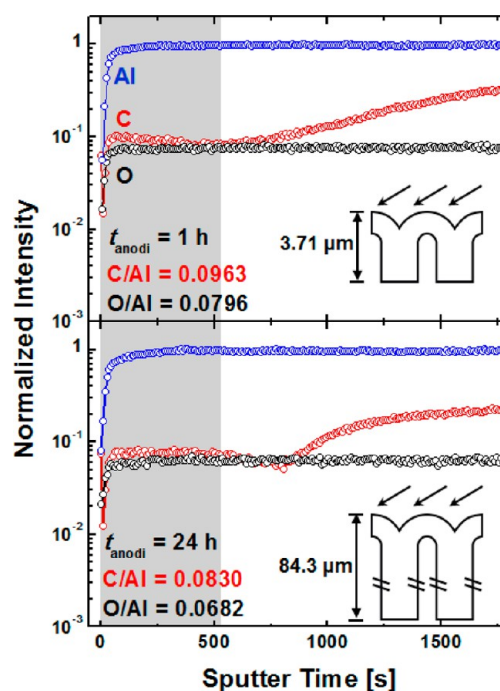 Normalized Intensity
1
10-1
10-2
10-3
Al
C
O
tanodi = 1 h
C/Al = 0.0963
O/Al = 0.0796
3.71 µm
1
10-1
10-2
10-3
tanodi = 24 h
C/Al = 0.0830
O/Al = 0.0682
84.3 µm
0 500 1000 1500
Sputter Time [s]